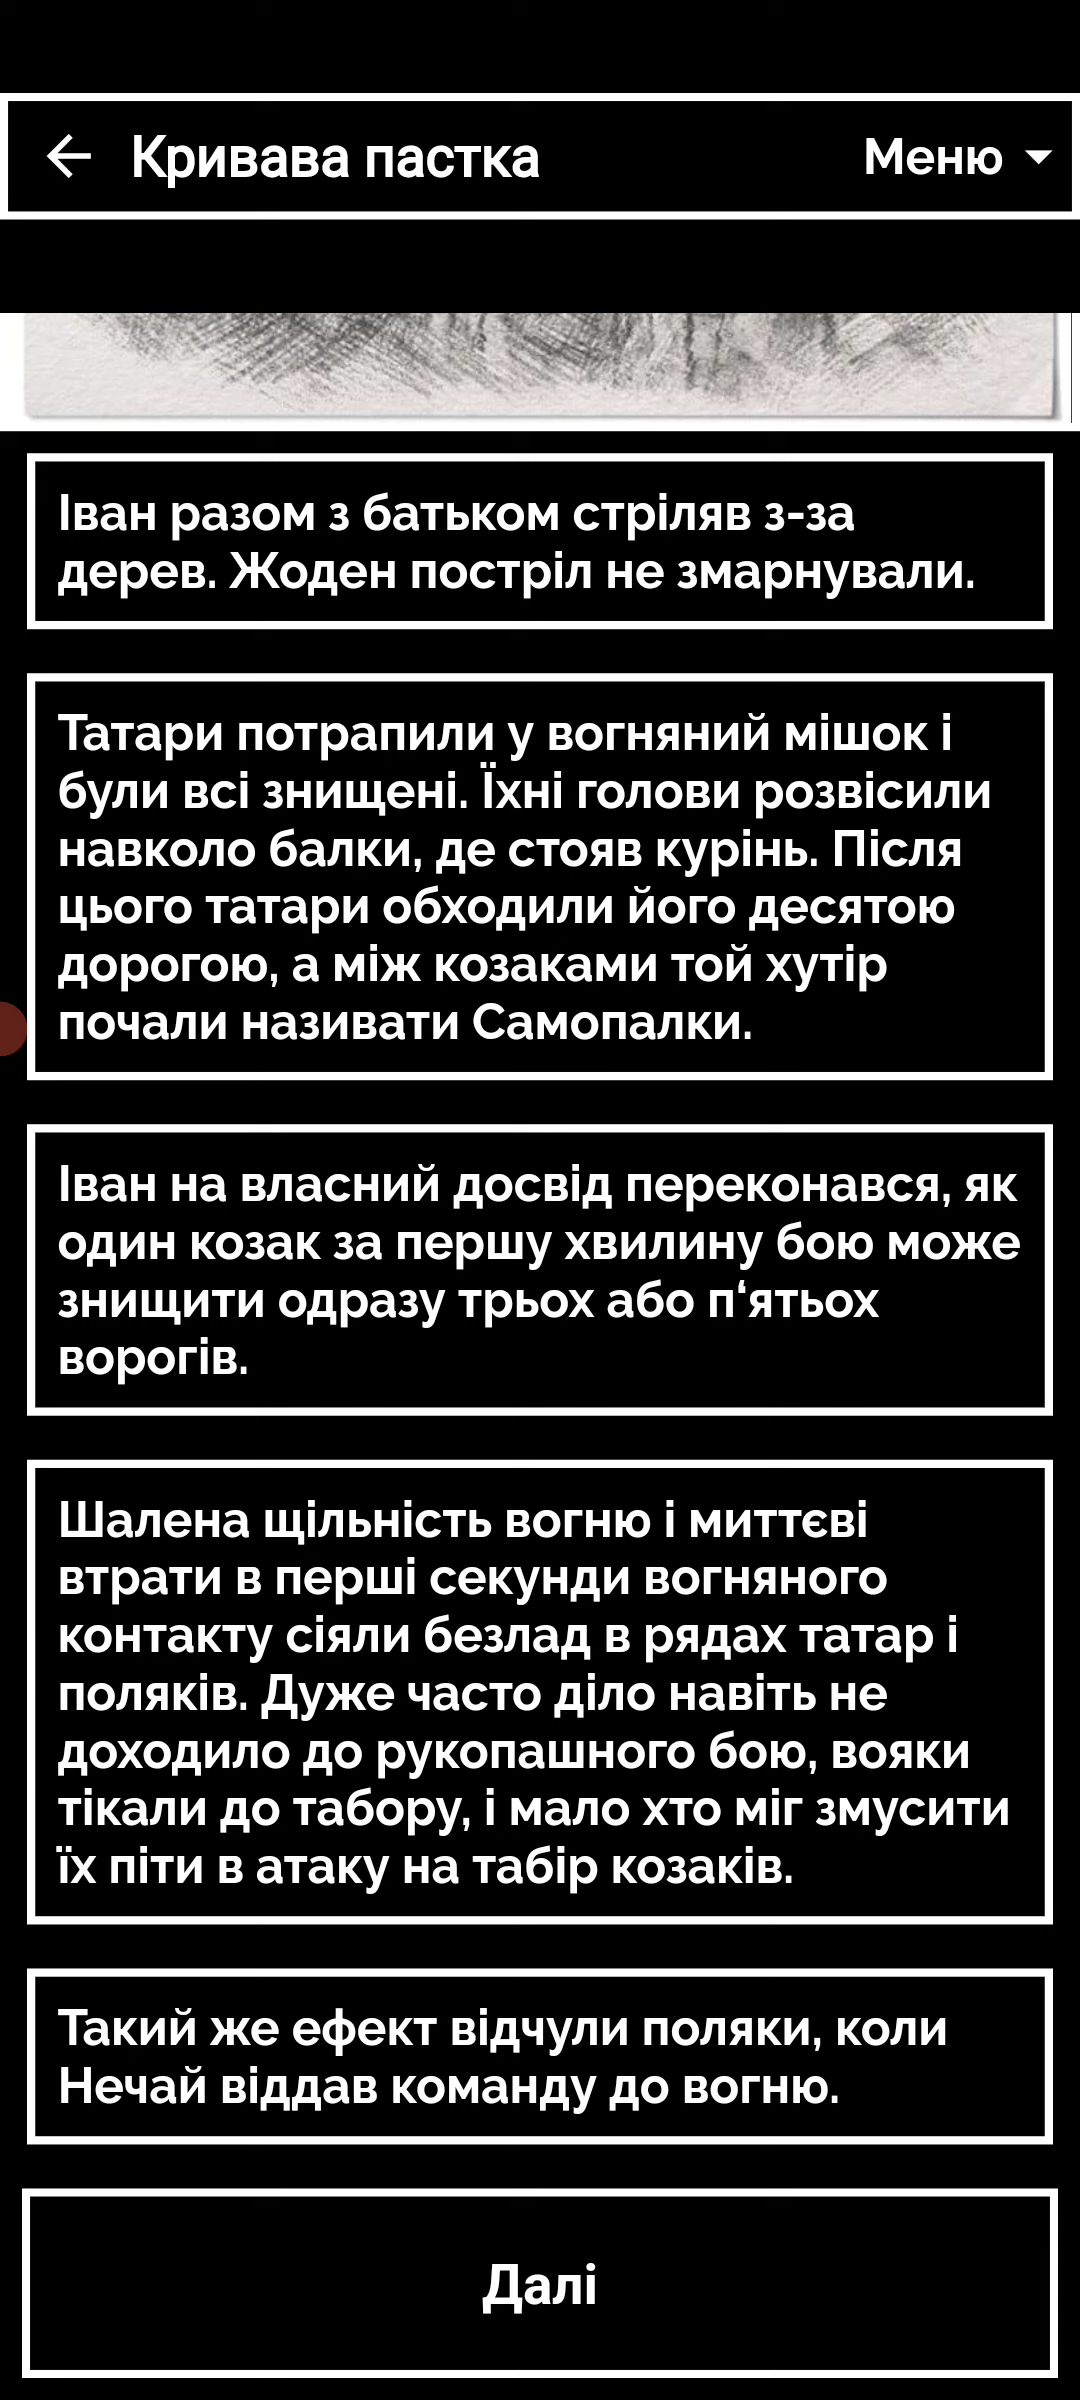 Кривава пастка
Меню
Іван разом з батьком стріляв з-за
дерев. Жоден постріл не змарнували.
Татари потрапили у вогняний мішок і
були всі знищені. Їхні голови розвісили
навколо балки, де стояв курінь. Після
цього татари обходили його десятою
дорогою, а між козаками той хутір
почали називати Самопалки.
Іван на власний досвід переконався, як
один козак за першу хвилину бою може
знищити одразу трьох або п‘ятьох
ворогів.
Шалена щільність вогню і миттєві
втрати в перші секунди вогняного
контакту сіяли безлад в рядах татар і
поляків. Дуже часто діло навіть не
доходило до рукопашного бою, вояки
тікали до табору, і мало хто міг змусити
їх піти в атаку на табір козаків.
Такий же ефект відчули поляки, коли
Нечай віддав команду до вогню.
Далі